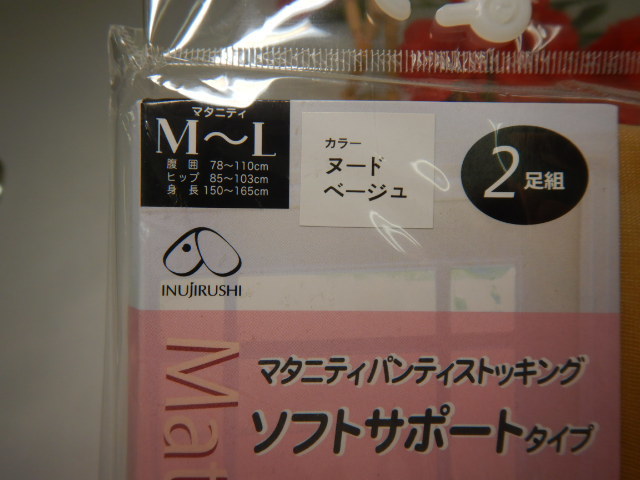 マタニティ
M〜L
腹囲 78〜110cm
ヒップ 85〜103cm
身長 150〜165cm
カラー
ヌード
ベージュ
2足組
INUJIRUSHI
マタニティパンティストッキング
ソフトサポートタイプ
Mat